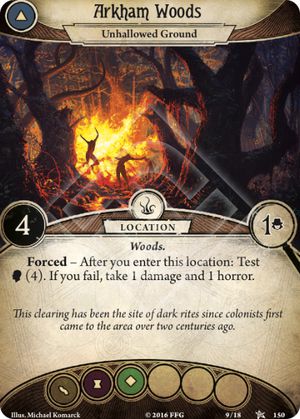 Arkham Woods
Unhallowed Ground
4
LOCATION
1
Woods.
Forced – After you enter this location: Test
(4). If you fail, take 1 damage and 1 horror.
This clearing has been the site of dark rites since colonists first
came to the area over two centuries ago.
Illus. Michael Komarck
© 2016 FFG
9/18
150